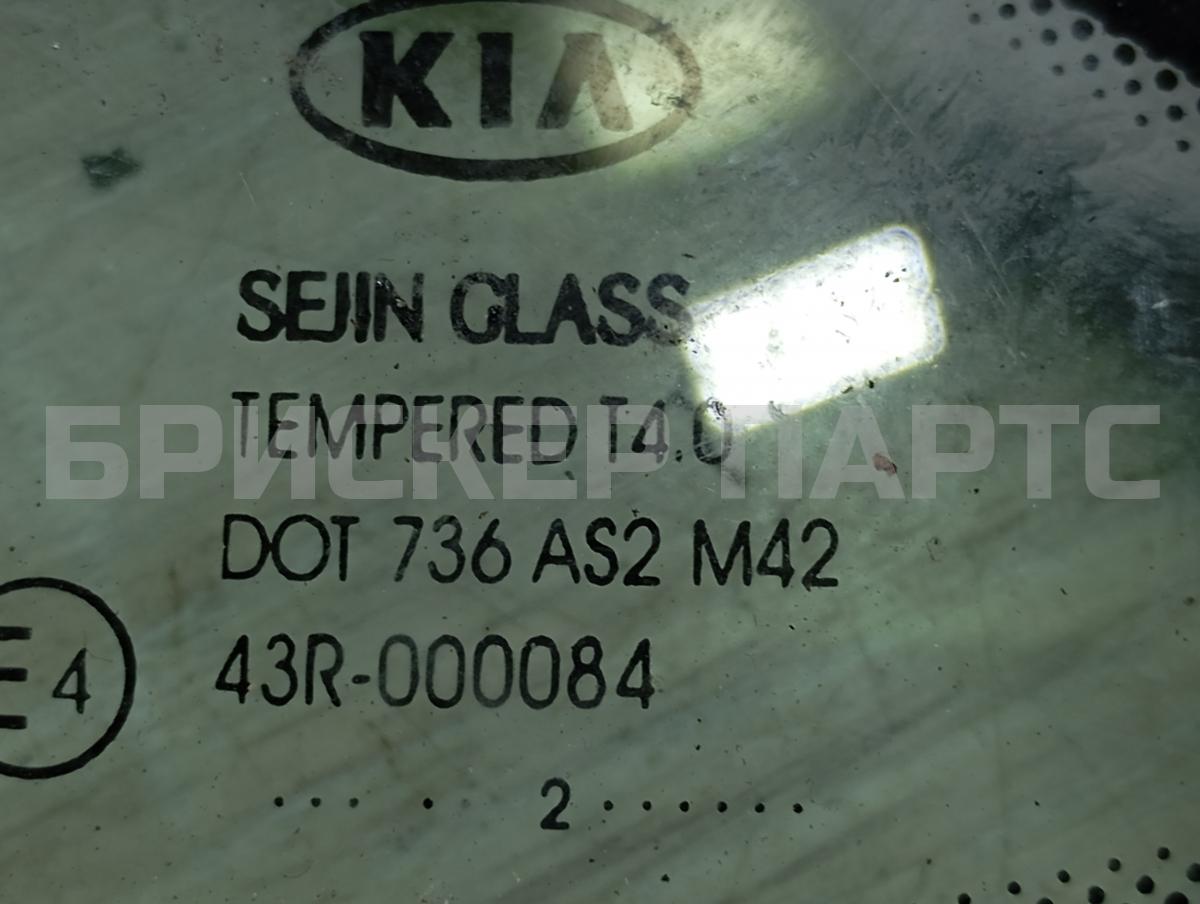 KIA
SEJIN GLASS
TEMPERED T4.0
БРИСКЕР ПАРТС
DOT 736 AS2 M42
E4
43R-000084
... . 2 ......